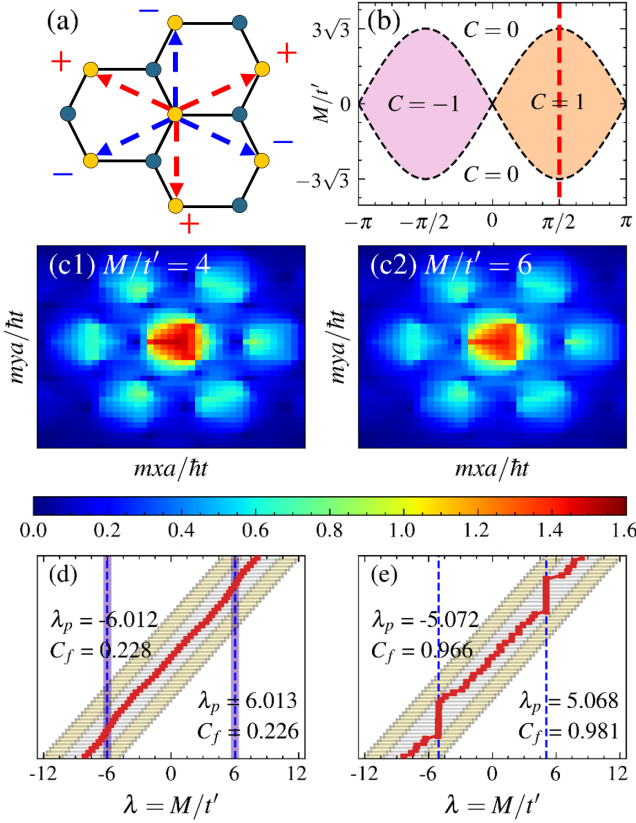 (a)
−
+
+
−
−
+
(b)
3√3
0
−3√3
M/t′
C = 0
C = −1
C = 1
C = 0
−π
−π/2
0
π/2
π
(c1) M/t′ = 4
mya/ħt
mxa/ħt
(c2) M/t′ = 6
mya/ħt
mxa/ħt
0.0 0.2 0.4 0.6 0.8 1.0 1.2 1.4 1.6
(d)
λp = -6.012
Cf = 0.228
λp = 6.013
Cf = 0.226
-12 -6 0 6 12
λ = M/t′
(e)
λp = -5.072
Cf = 0.966
λp = 5.068
Cf = 0.981
-12 -6 0 6 12
λ = M/t′